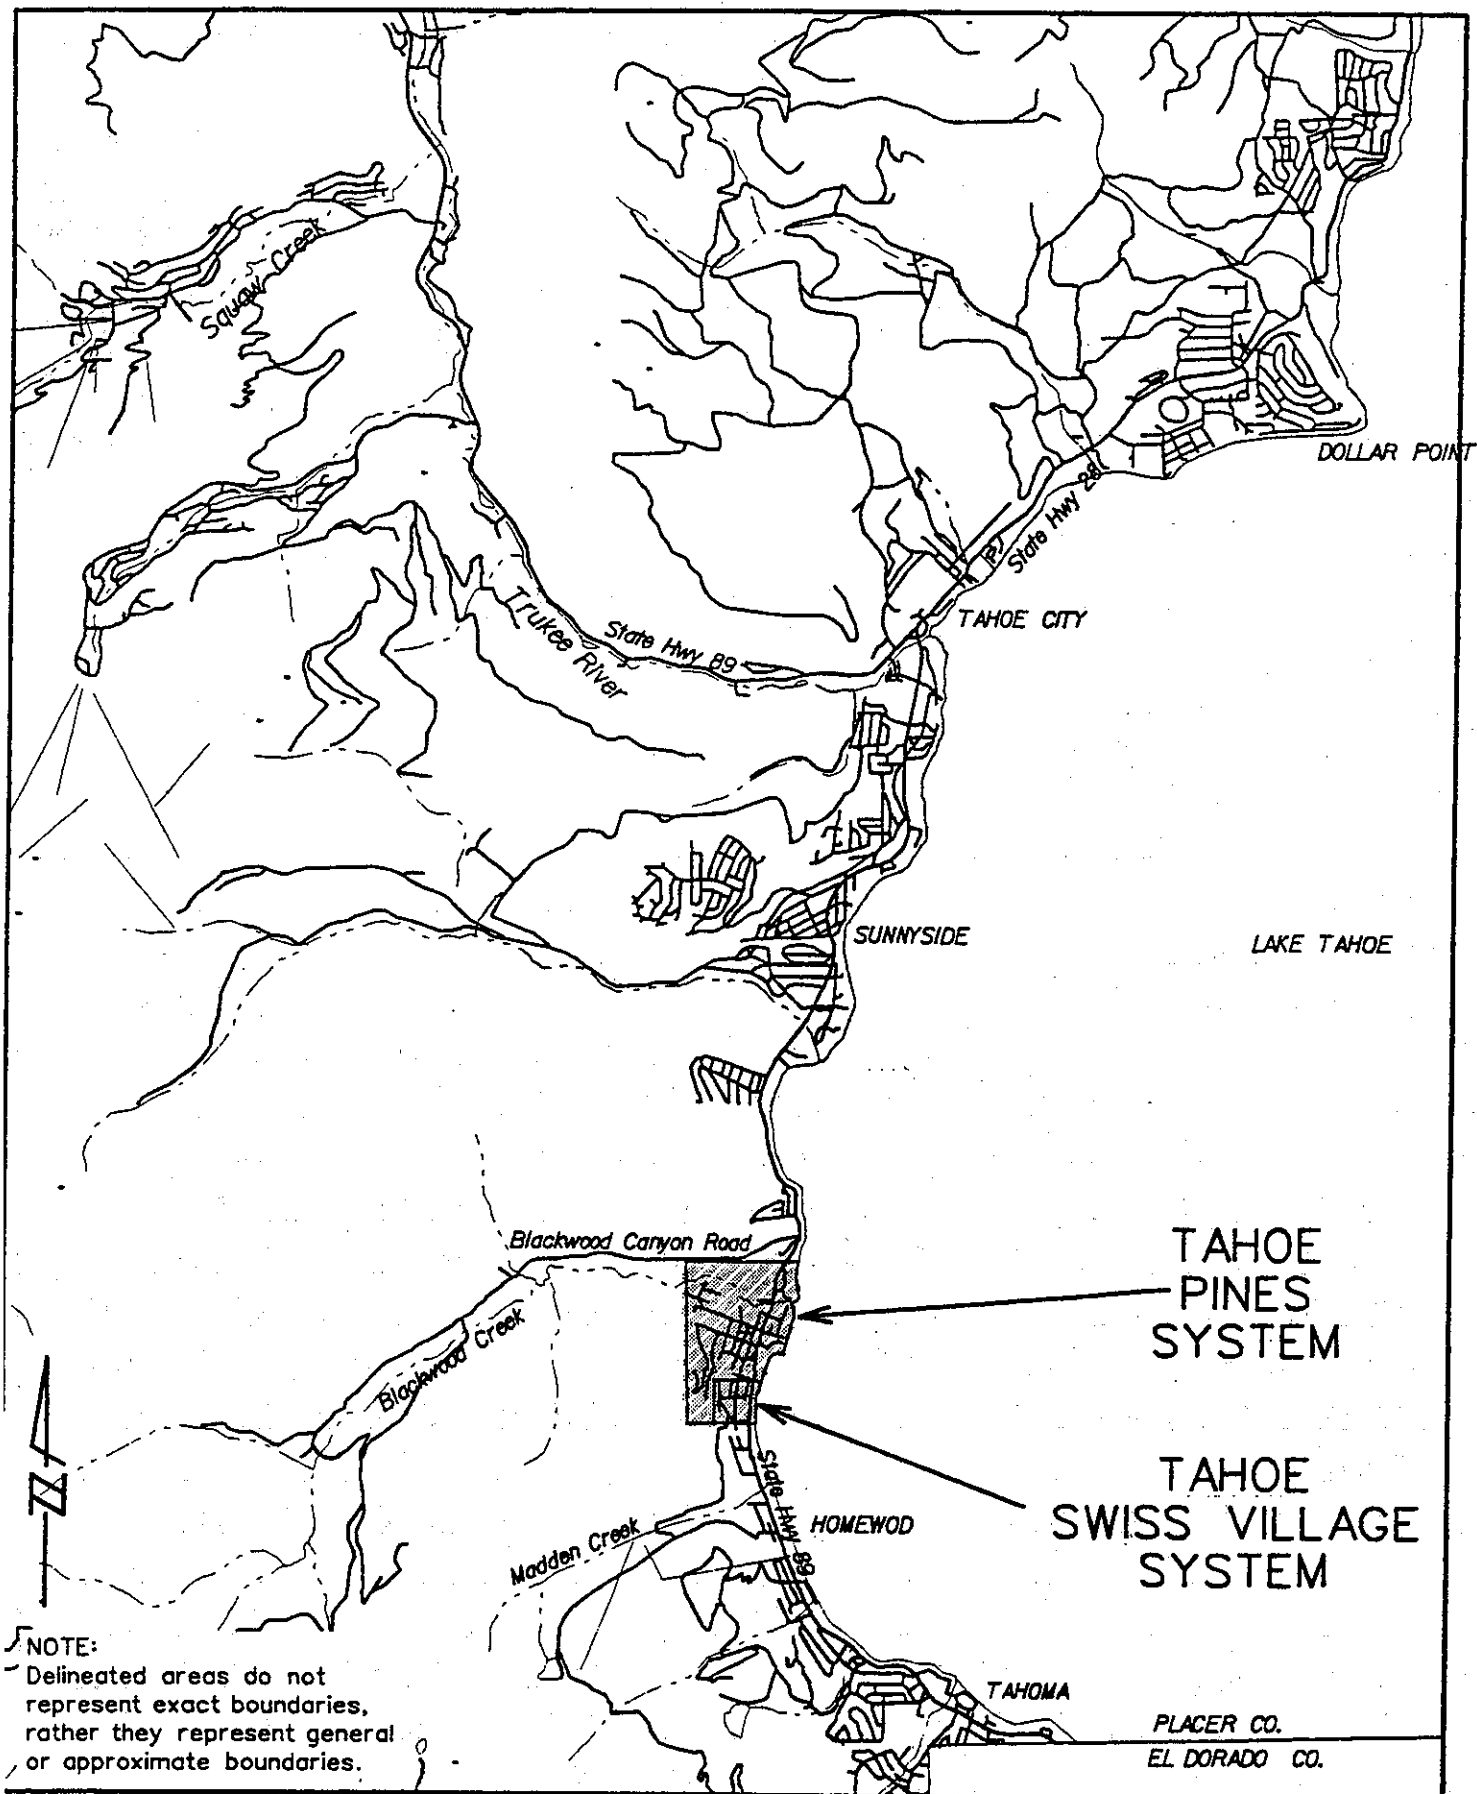 Squaw Creek
DOLLAR POINT
State Hwy 28
TAHOE CITY
State Hwy 89
Trukee River
SUNNYSIDE
LAKE TAHOE
Blackwood Canyon Road
TAHOE
PINES
SYSTEM
Blackwood Creek
State Hwy 89
TAHOE
SWISS VILLAGE
SYSTEM
HOMEWOD
Madden Creek
N
NOTE:
Delineated areas do not
represent exact boundaries,
rather they represent general
or approximate boundaries.
TAHOMA
PLACER CO.
EL DORADO CO.